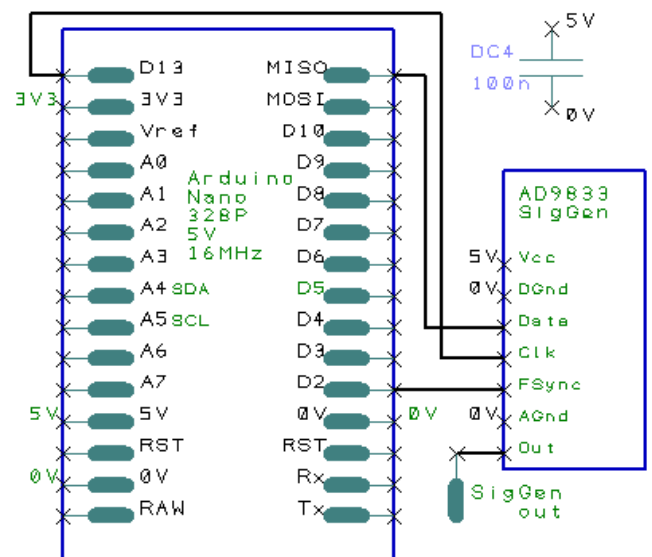 D13
3V3
3V3
Vref
A0
A1
A2
A3
A4 SDA
A5 SCL
A6
A7
5V
5V
RST
0V
0V
RAW
Arduino
Nano
328P
5V
16MHz
MISO
MOSI
D10
D9
D8
D7
D6
D5
D4
D3
D2
0V
0V
RST
Rx
Tx
5V
DC4
100n
0V
AD9833
SigGen
5V Vcc
0V DGnd
Data
Clk
FSync
0V AGnd
Out
SigGen
out